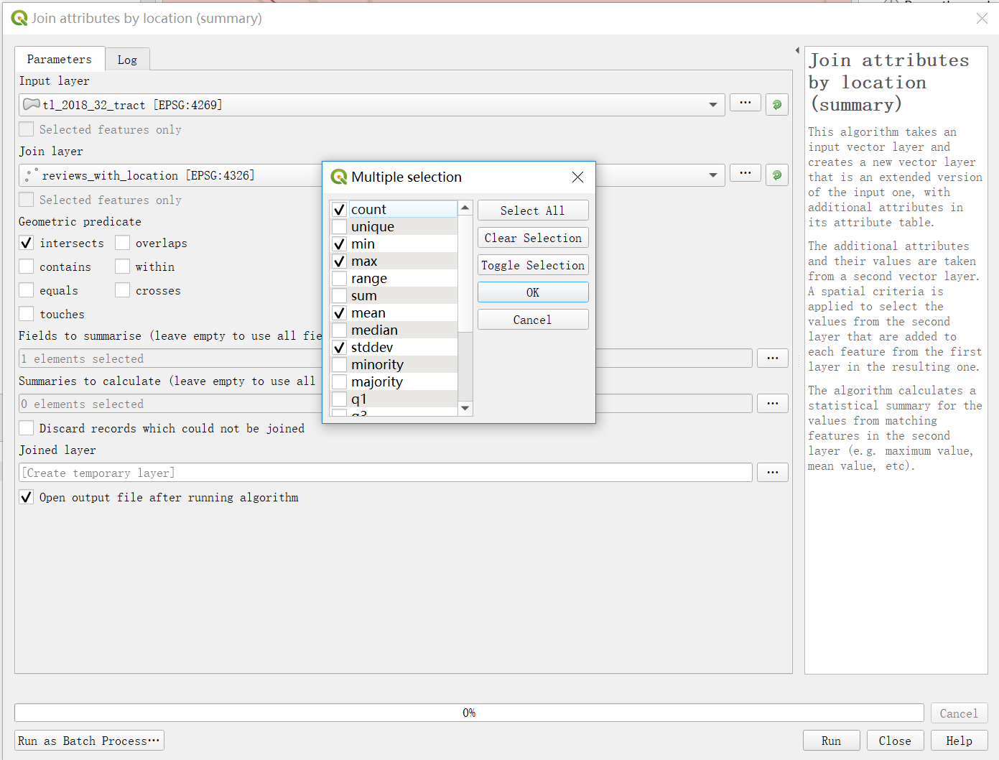 Join attributes by location (summary)
Parameters
Log
Input layer
tl_2018_32_tract [EPSG:4269]
...
Selected features only
Join layer
reviews_with_location [EPSG:4326]
...
Selected features only
Geometric predicate
intersects
overlaps
contains
within
equals
crosses
touches
Fields to summarise (leave empty to use all fie
1 elements selected
...
Summaries to calculate (leave empty to use all
0 elements selected
...
Discard records which could not be joined
Joined layer
[Create temporary layer]
...
Open output file after running algorithm
Multiple selection
count
unique
min
max
range
sum
mean
median
stddev
minority
majority
q1
q3
Select All
Clear Selection
Toggle Selection
OK
Cancel
Join attributes
by location
(summary)
This algorithm takes an
input vector layer and
creates a new vector layer
that is an extended version
of the input one, with
additional attributes in
its attribute table.
The additional attributes
and their values are taken
from a second vector layer.
A spatial criteria is
applied to select the
values from the second
layer that are added to
each feature from the first
layer in the resulting one.
The algorithm calculates a
statistical summary for the
values from matching
features in the second
layer (e.g. maximum value,
mean value, etc).
0%
Cancel
Run as Batch Process…
Run
Close
Help